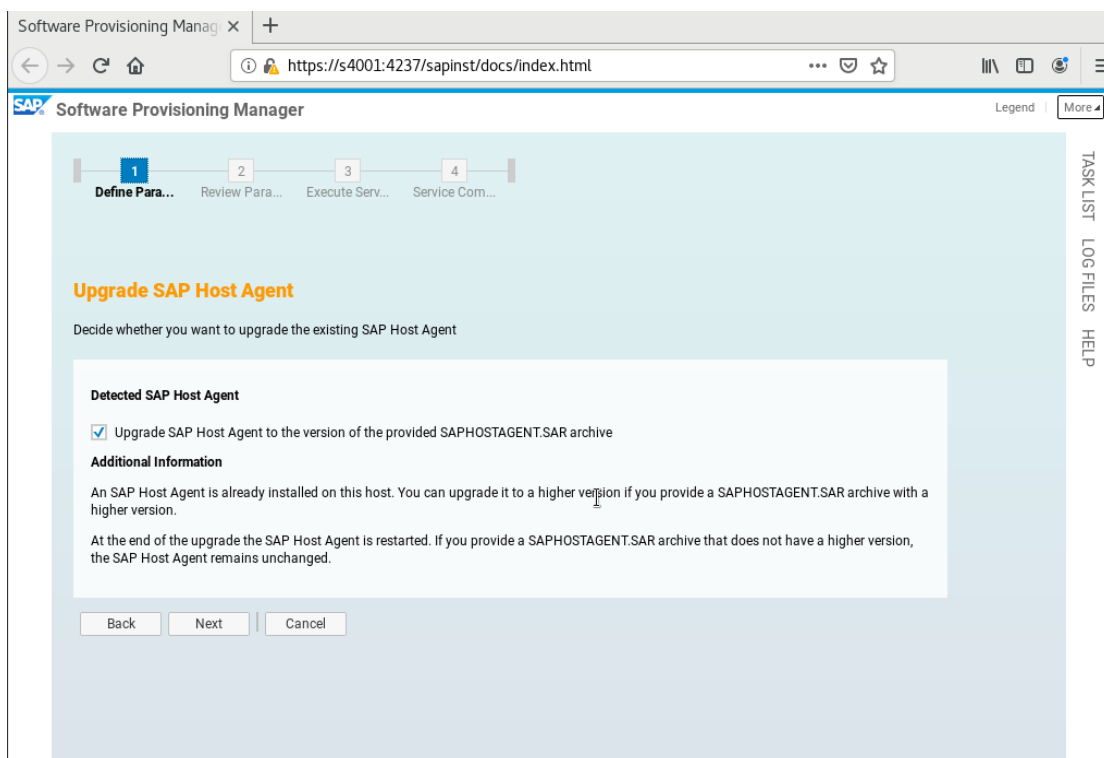 Software Provisioning Manag
https://s4001:4237/sapinst/docs/index.html
SAP Software Provisioning Manager
Legend
More
1
2
3
4
Define Para...
Review Para...
Execute Serv...
Service Com...
TASK LIST
LOG FILES
HELP
Upgrade SAP Host Agent
Decide whether you want to upgrade the existing SAP Host Agent
Detected SAP Host Agent
Upgrade SAP Host Agent to the version of the provided SAPHOSTAGENT.SAR archive
Additional Information
An SAP Host Agent is already installed on this host. You can upgrade it to a higher version if you provide a SAPHOSTAGENT.SAR archive with a
higher version.
At the end of the upgrade the SAP Host Agent is restarted. If you provide a SAPHOSTAGENT.SAR archive that does not have a higher version,
the SAP Host Agent remains unchanged.
Back
Next
Cancel